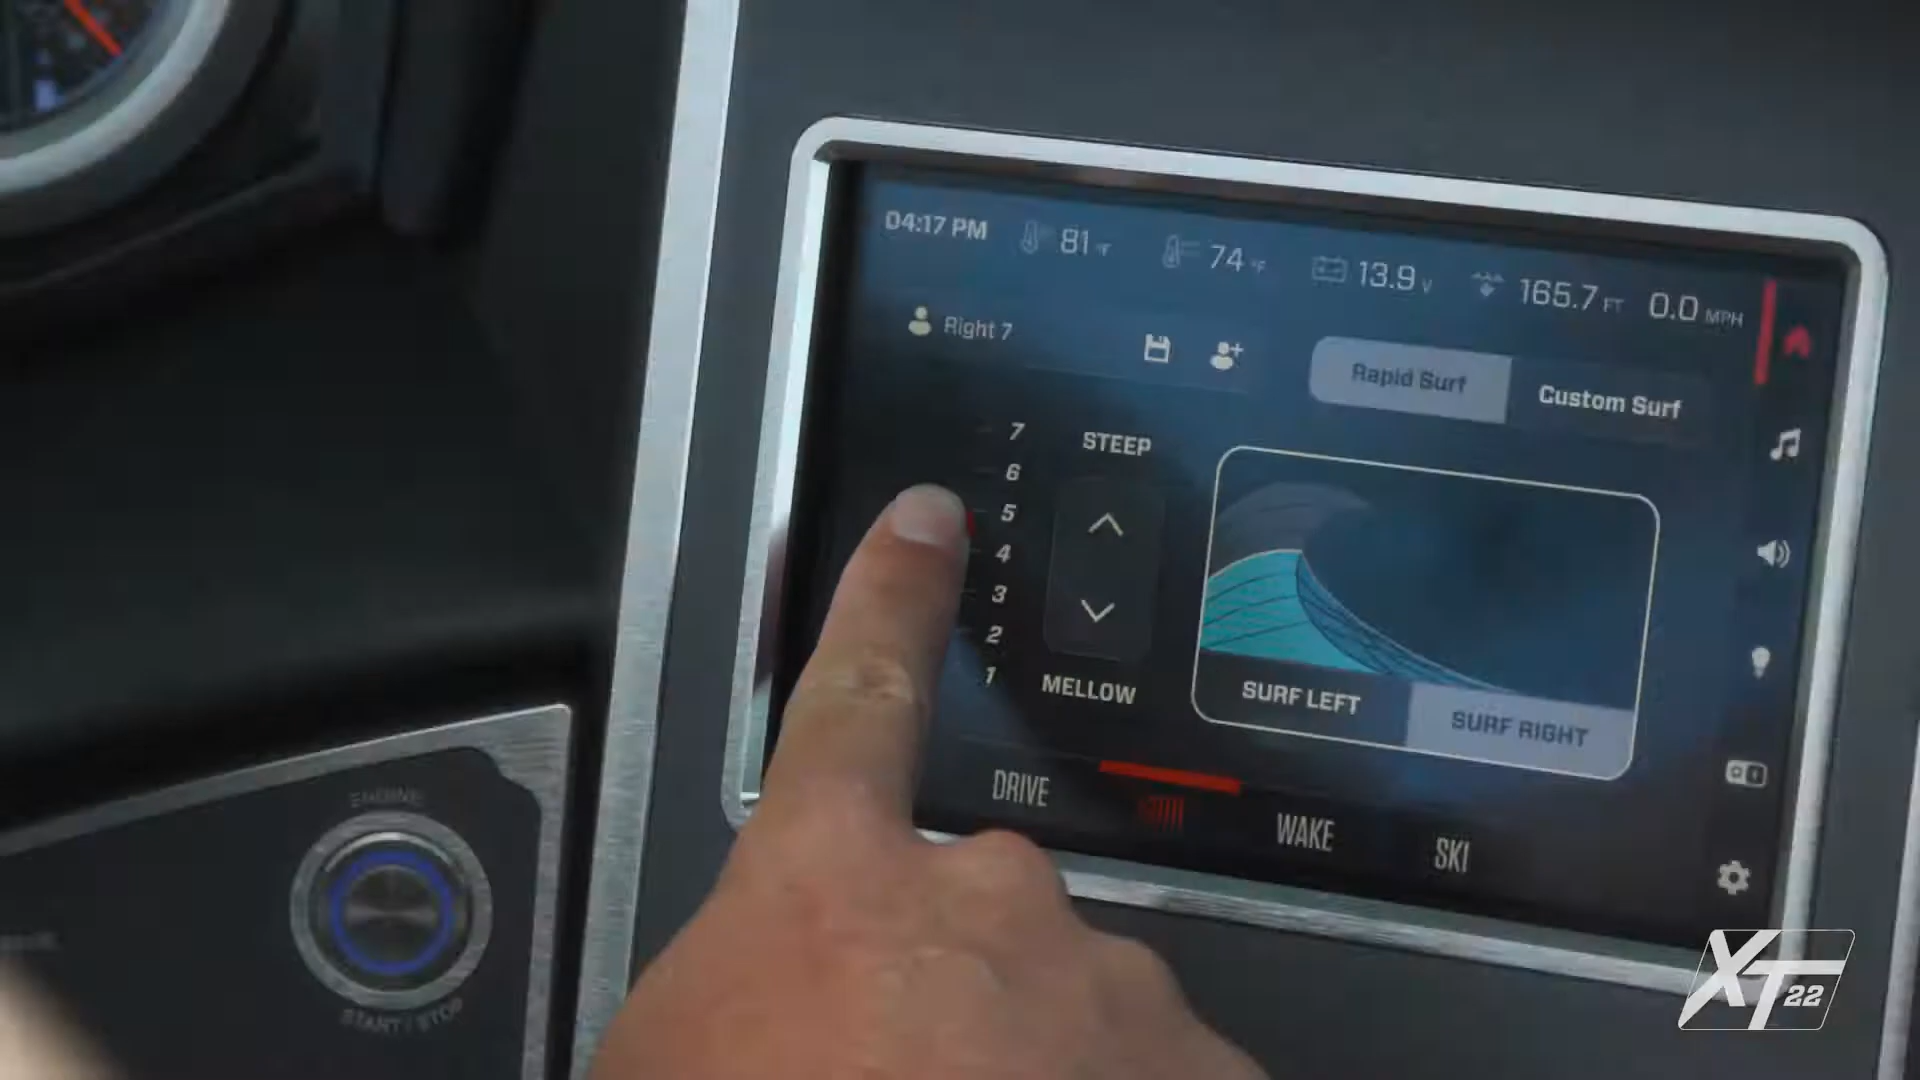 04:17 PM 81 °F 74 °F 13.9 V 165.7 FT 0.0 MPH
Right 7
Rapid Surf Custom Surf
7 STEEP
6
5
4
3
2
1 MELLOW
SURF LEFT SURF RIGHT
DRIVE WAKE SKI
ENGINE
START / STOP
XT22